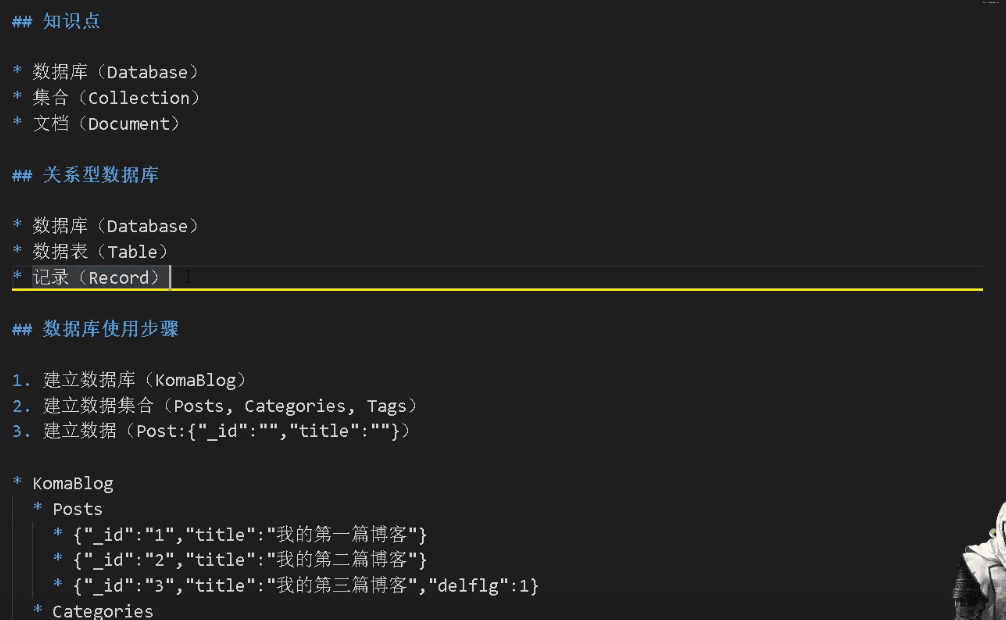 ## 知识点
* 数据库（Database）
* 集合（Collection）
* 文档（Document）
## 关系型数据库
* 数据库（Database）
* 数据表（Table）
* 记录（Record）
## 数据库使用步骤
1. 建立数据库（KomaBlog）
2. 建立数据集合（Posts, Categories, Tags）
3. 建立数据（Post:{"_id":"","title":""}）
* KomaBlog
* Posts
* {"_id":"1","title":"我的第一篇博客"}
* {"_id":"2","title":"我的第二篇博客"}
* {"_id":"3","title":"我的第三篇博客","delflg":1}
* Categories